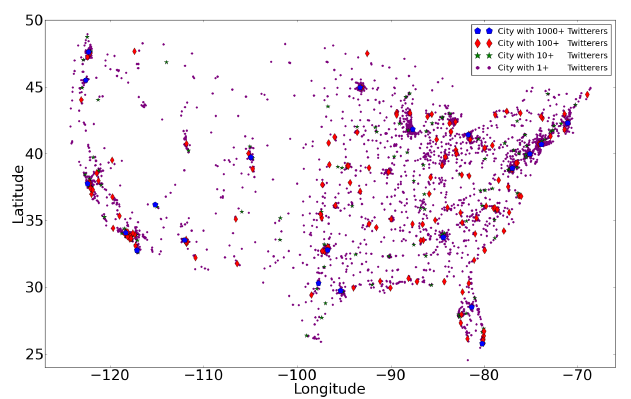 50
City with 1000+ Twitterers
City with 100+ Twitterers
City with 10+ Twitterers
City with 1+ Twitterers
45
40
Latitude
35
30
25
−120 −110 −100 −90 −80 −70
Longitude